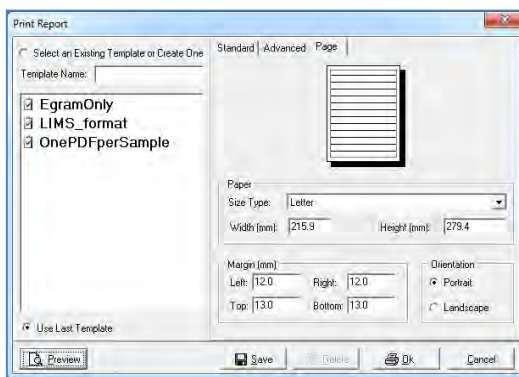 Print Report
Select an Existing Template or Create One
Template Name:
EgramOnly
LIMS_format
OnePDFperSample
Use Last Template
Standard Advanced Page
Paper
Size Type: Letter
Width (mm): 215.9 Height (mm): 279.4
Margin (mm)
Left: 12.0 Right: 12.0
Top: 13.0 Bottom: 13.0
Orientation
Portrait
Landscape
Preview Save Delete Ok Cancel